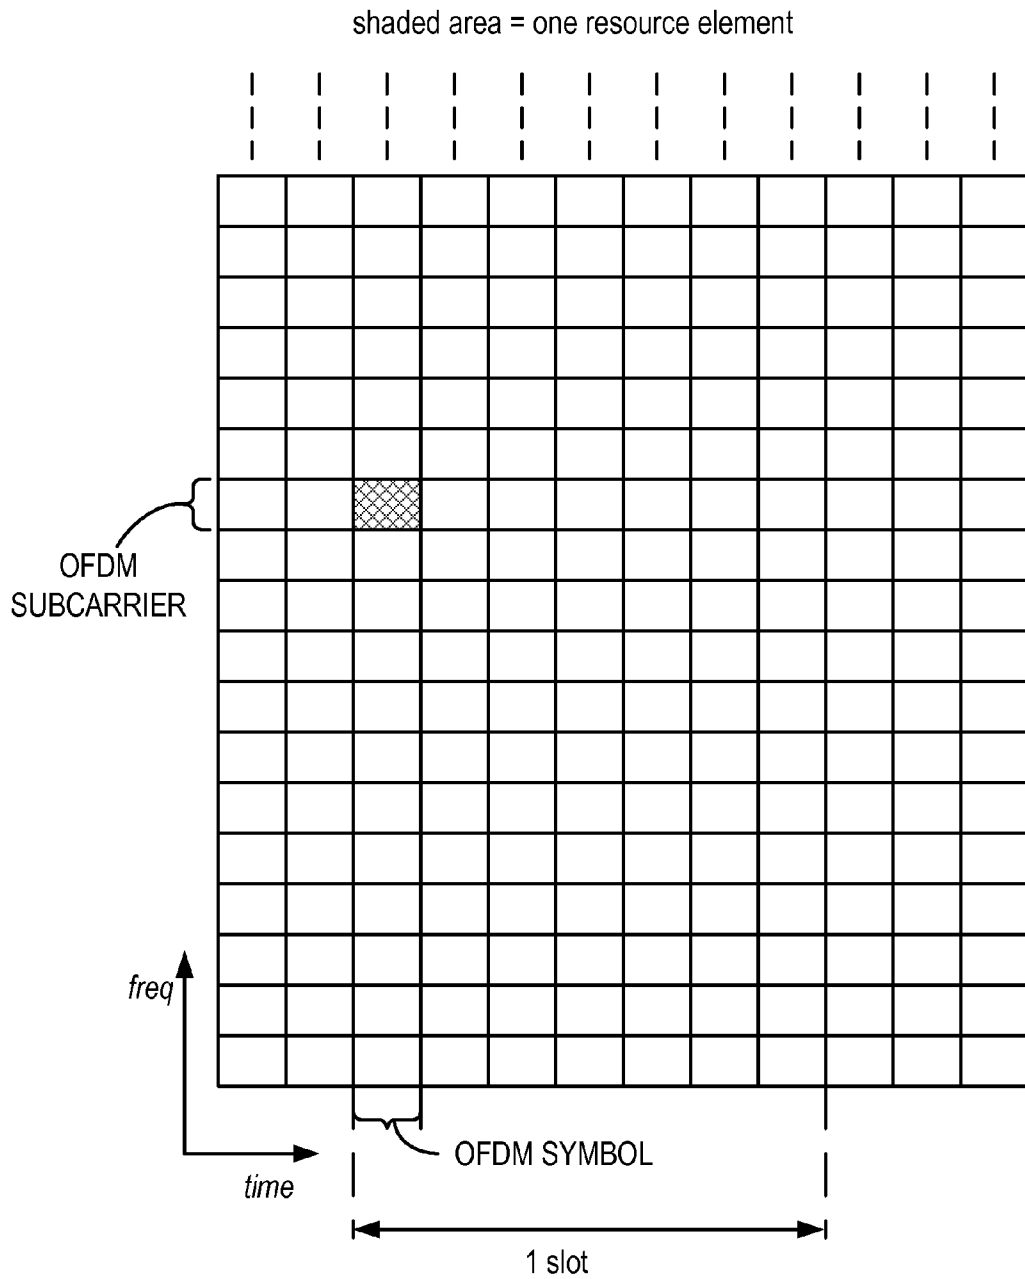 shaded area = one resource element
OFDM
SUBCARRIER
freq
time
OFDM SYMBOL
1 slot